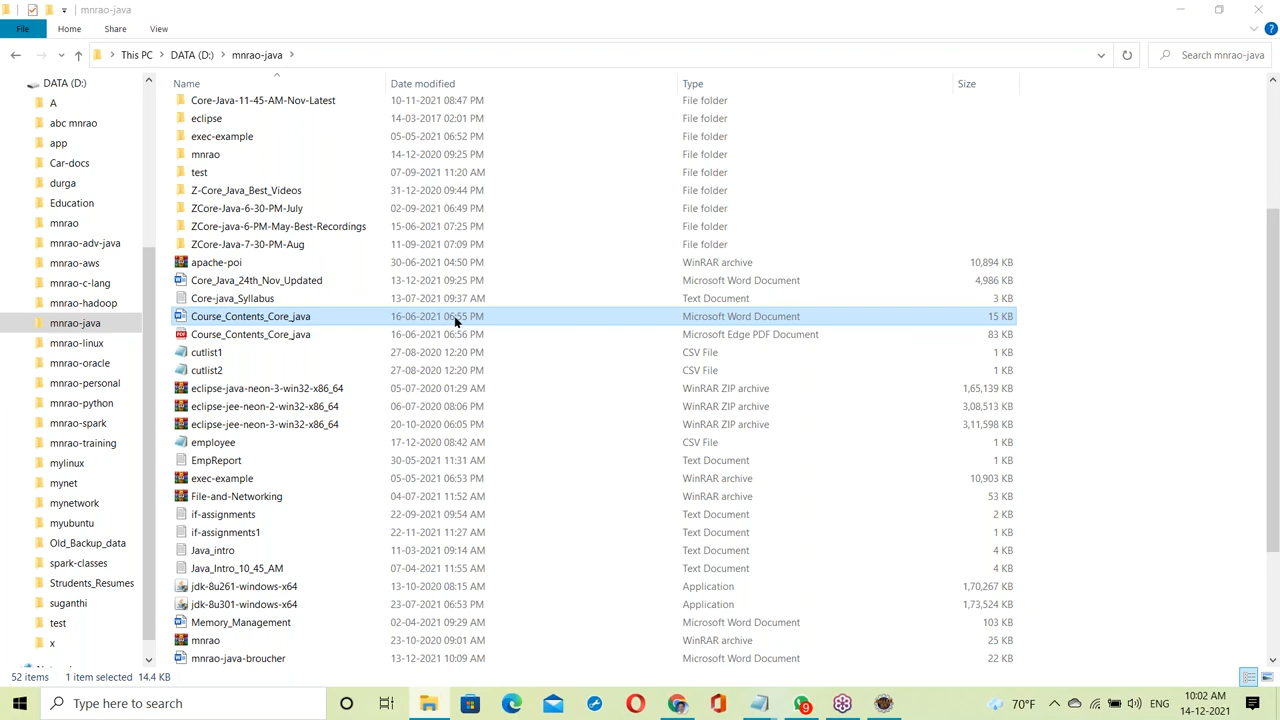 mnrao-java
File Home Share View
This PC DATA (D:) mnrao-java Search mnrao-java
DATA (D:)
A
abc mnrao
app
Car-docs
durga
Education
mnrao
mnrao-adv-java
mnrao-aws
mnrao-c-lang
mnrao-hadoop
mnrao-java
mnrao-linux
mnrao-oracle
mnrao-personal
mnrao-python
mnrao-spark
mnrao-training
mylinux
mynet
mynetwork
myubuntu
Old_Backup_data
spark-classes
Strudents_Resumes
suganthi
test
x
Name Date modified Type Size
Core-Java-11-45-AM-Nov-Latest 10-11-2021 08:47 PM File folder
eclipse 14-03-2017 02:01 PM File folder
exec-example 05-05-2021 06:52 PM File folder
mnrao 14-12-2020 09:25 PM File folder
test 07-09-2021 11:20 AM File folder
Z-Core_Java_Best_Videos 31-12-2020 09:44 PM File folder
ZCore-Java-6-30-PM-July 02-09-2021 06:49 PM File folder
ZCore-java-6-PM-May-Best-Recordings 15-06-2021 07:25 PM File folder
ZCore-Java-7-30-PM-Aug 11-09-2021 07:09 PM File folder
apache-poi 30-06-2021 04:50 PM WinRAR archive 10,894 KB
Core_Java_24th_Nov_Updated 13-12-2021 09:25 PM Microsoft Word Document 4,986 KB
Core-java_Syllabus 13-07-2021 09:37 AM Text Document 3 KB
Course_Contents_Core_java 16-06-2021 06:55 PM Microsoft Word Document 15 KB
Course_Contents_Core_java 16-06-2021 06:56 PM Microsoft Edge PDF Document 83 KB
cutlist1 27-08-2020 12:20 PM CSV File 1 KB
cutlist2 27-08-2020 12:20 PM CSV File 1 KB
eclipse-java-neon-3-win32-x86_64 05-07-2020 01:29 AM WinRAR ZIP archive 1,65,139 KB
eclipse-jee-neon-2-win32-x86_64 06-07-2020 08:06 PM WinRAR ZIP archive 3,08,513 KB
eclipse-jee-neon-3-win32-x86_64 20-10-2020 06:05 PM WinRAR ZIP archive 3,11,598 KB
employee 17-12-2020 08:42 AM CSV File 1 KB
EmpReport 30-05-2021 11:31 AM Text Document 1 KB
exec-example 05-05-2021 06:53 PM WinRAR archive 10,903 KB
File-and-Networking 04-07-2021 11:52 AM WinRAR archive 53 KB
if-assignments 22-09-2021 09:54 AM Text Document 2 KB
if-assignments1 22-11-2021 11:27 AM Text Document 1 KB
Java_intro 11-03-2021 09:14 AM Text Document 4 KB
Java_Intro_10_45_AM 07-04-2021 11:55 AM Text Document 4 KB
jdk-8u261-windows-x64 13-10-2020 08:15 AM Application 1,70,267 KB
jdk-8u301-windows-x64 23-07-2021 06:53 PM Application 1,73,524 KB
Memory_Management 02-04-2021 09:29 AM Microsoft Word Document 103 KB
mnrao 23-10-2020 09:01 AM WinRAR archive 25 KB
mnrao-java-broucher 13-12-2021 10:09 AM Microsoft Word Document 22 KB
52 items 1 item selected 14.4 KB
Type here to search 9 70°F ENG 10:02 AM
14-12-2021